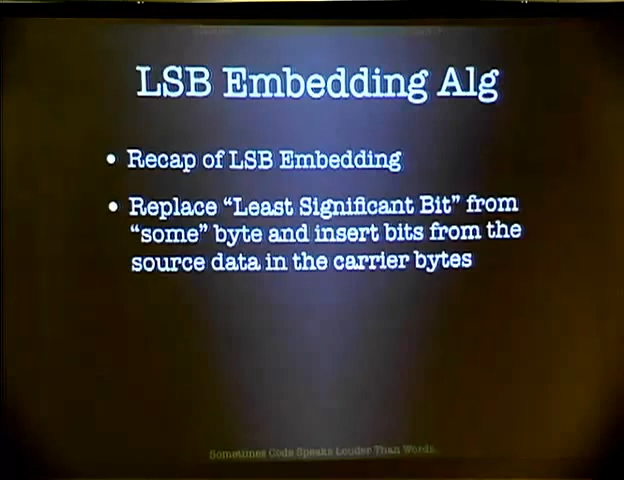 LSB Embedding Alg
• Recap of LSB Embedding
• Replace “Least Significant Bit” from
“some” byte and insert bits from the
source data in the carrier bytes
Sometimes Code Speaks Louder Than Words.